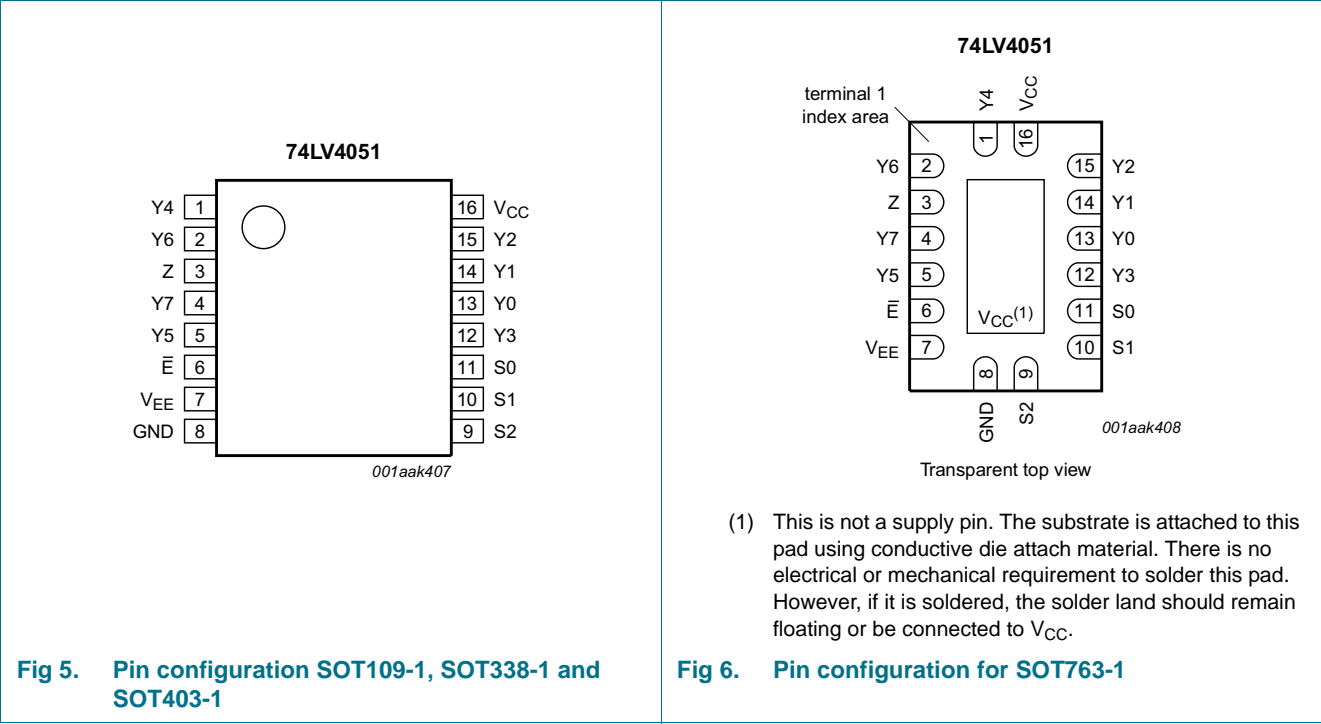 74LV4051
Y4 1
Y6 2
Z 3
Y7 4
Y5 5
E̅ 6
VEE 7
GND 8
16 VCC
15 Y2
14 Y1
13 Y0
12 Y3
11 S0
10 S1
9 S2
001aak407
Fig 5. Pin configuration SOT109-1, SOT338-1 and
SOT403-1
74LV4051
terminal 1
index area
Y4
VCC
1
16
Y6 2
Z 3
Y7 4
Y5 5
E̅ 6
VEE 7
15 Y2
14 Y1
13 Y0
12 Y3
11 S0
10 S1
VCC(1)
8
9
GND
S2
001aak408
Transparent top view
(1) This is not a supply pin. The substrate is attached to this
pad using conductive die attach material. There is no
electrical or mechanical requirement to solder this pad.
However, if it is soldered, the solder land should remain
floating or be connected to VCC.
Fig 6. Pin configuration for SOT763-1